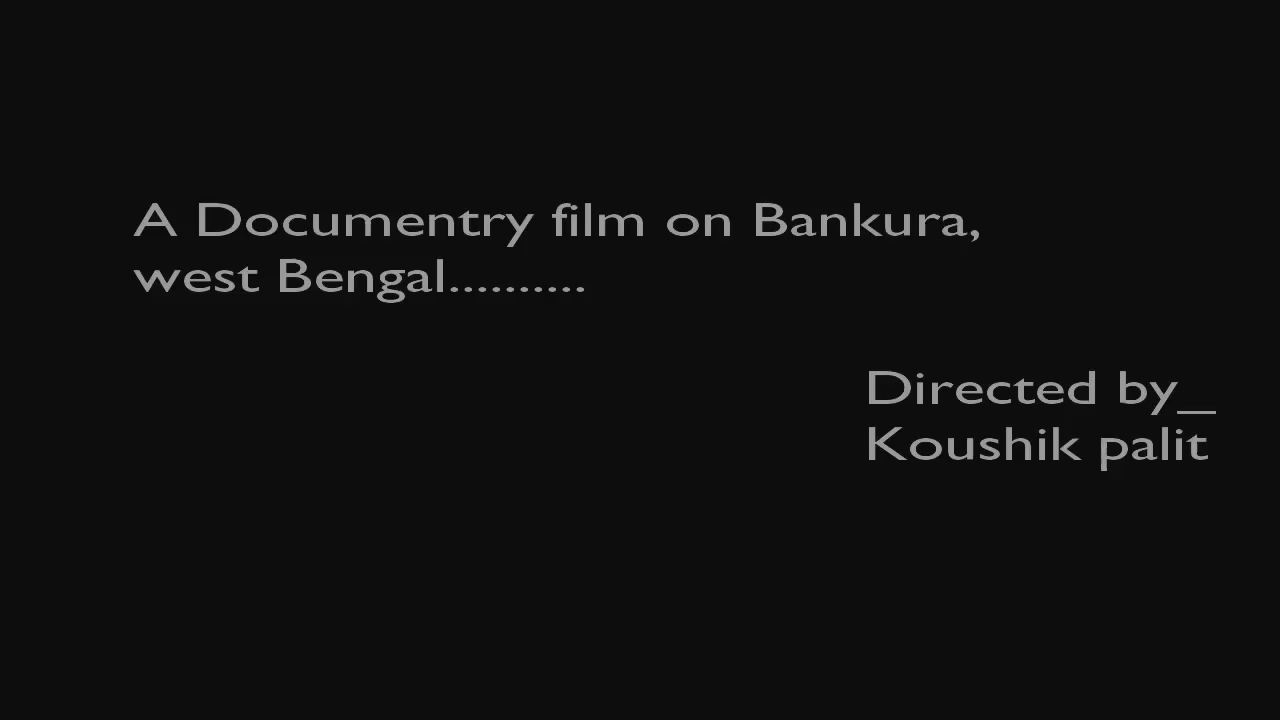 A Documentry film on Bankura,
west Bengal..........
Directed by_
Koushik palit